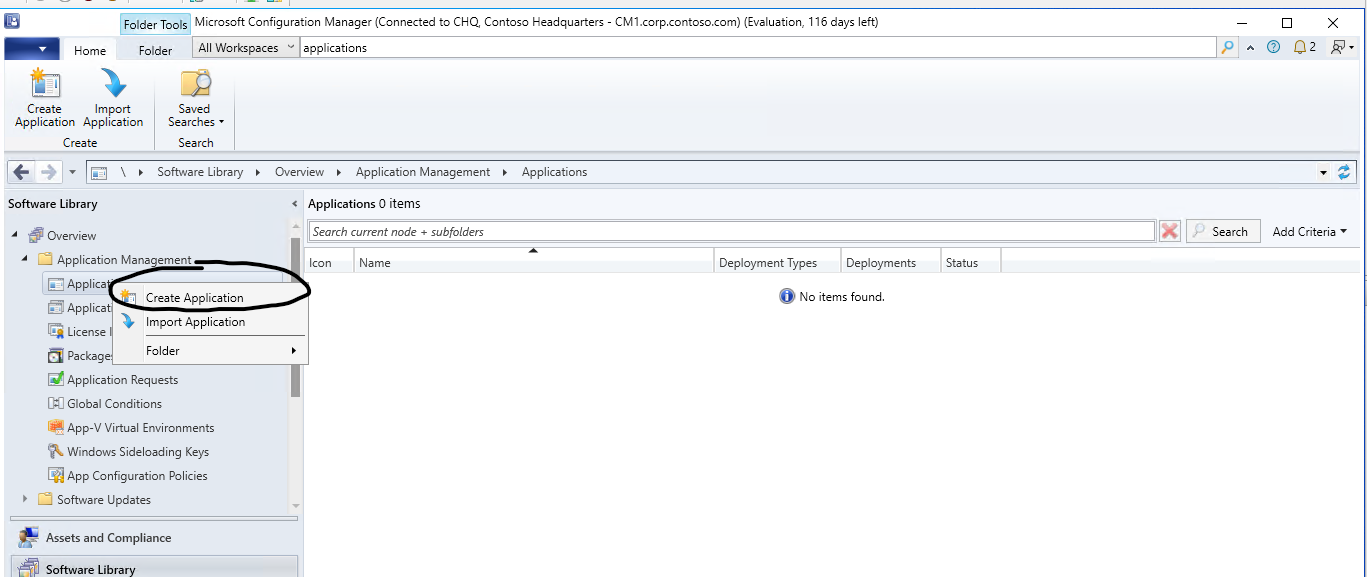 Folder Tools
Microsoft Configuration Manager (Connected to CHQ, Contoso Headquarters - CM1.corp.contoso.com) (Evaluation, 116 days left)
Home
Folder
All Workspaces
applications
2
Create Application
Import Application
Saved Searches
Create
Search
\ Software Library Overview Application Management Applications
Software Library
Applications 0 items
Search current node + subfolders
Search
Add Criteria
Overview
Application Management
Icon
Name
Deployment Types
Deployments
Status
No items found.
Create Application
Import Application
License
Folder
Packages
Application Requests
Global Conditions
App-V Virtual Environments
Windows Sideloading Keys
App Configuration Policies
Software Updates
Assets and Compliance
Software Library